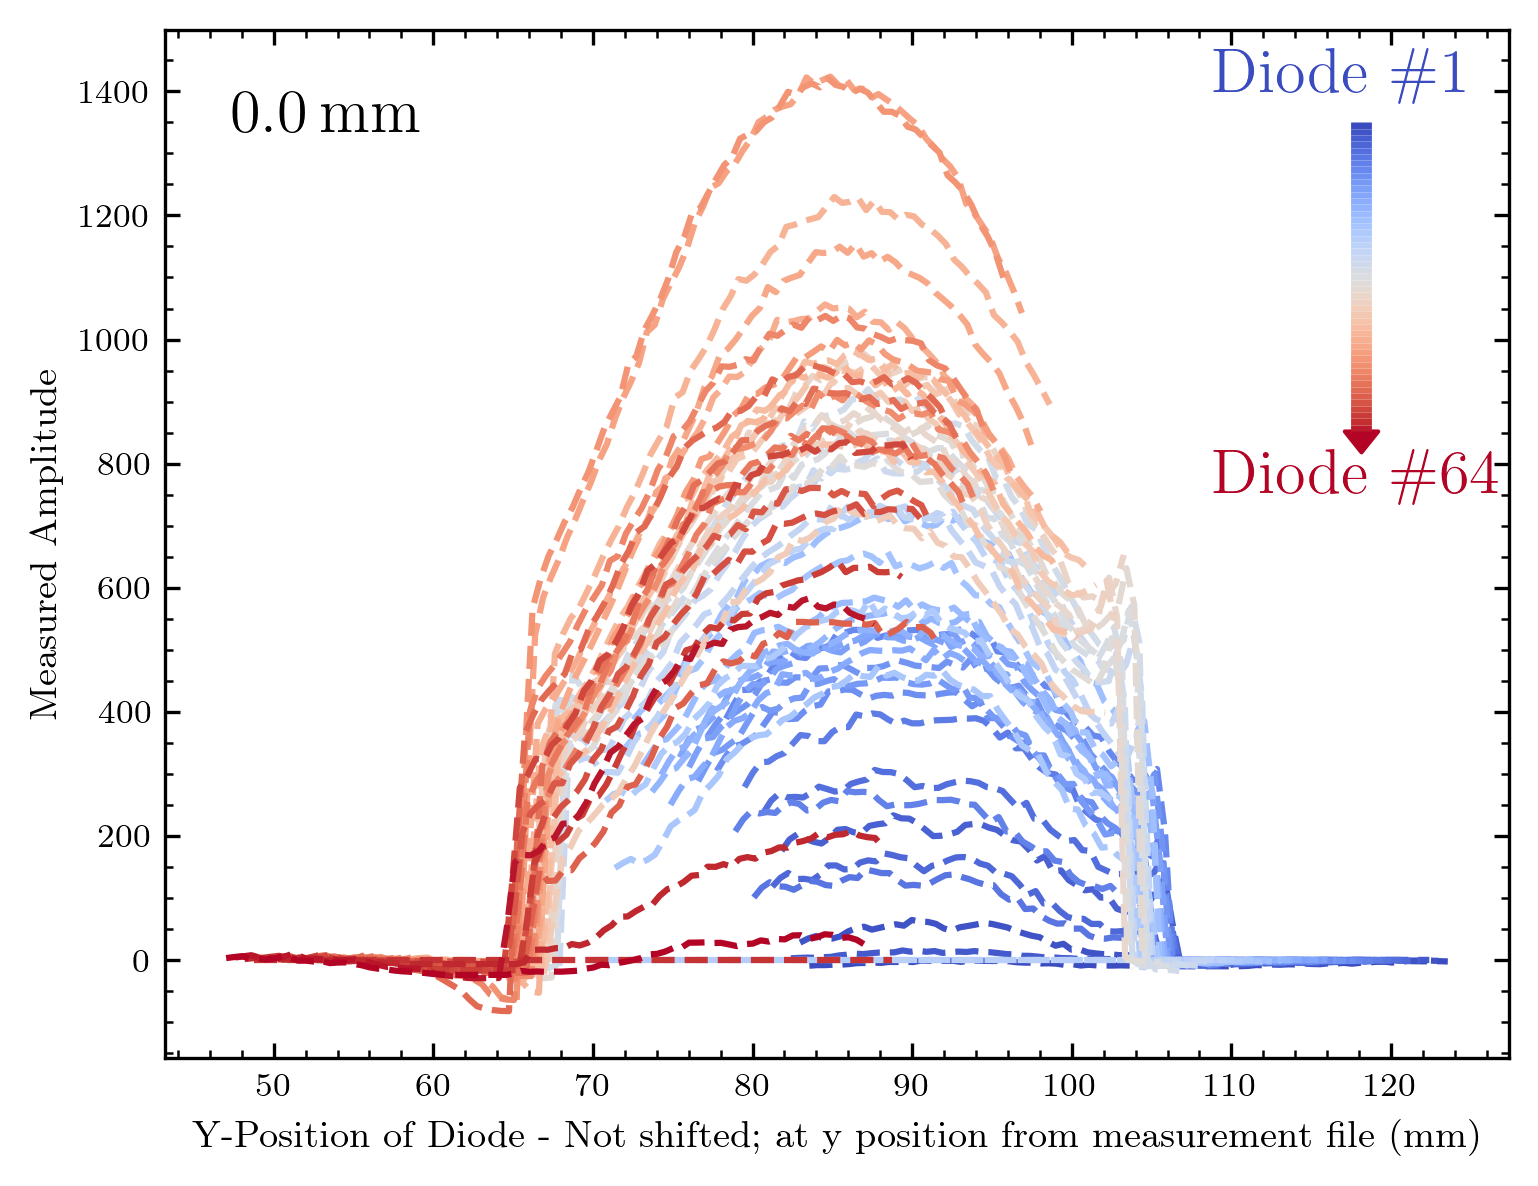 0.0 mm
Diode #1
Diode #64
1400
1200
1000
800
600
400
200
0
Measured Amplitude
50 60 70 80 90 100 110 120
Y-Position of Diode - Not shifted; at y position from measurement file (mm)